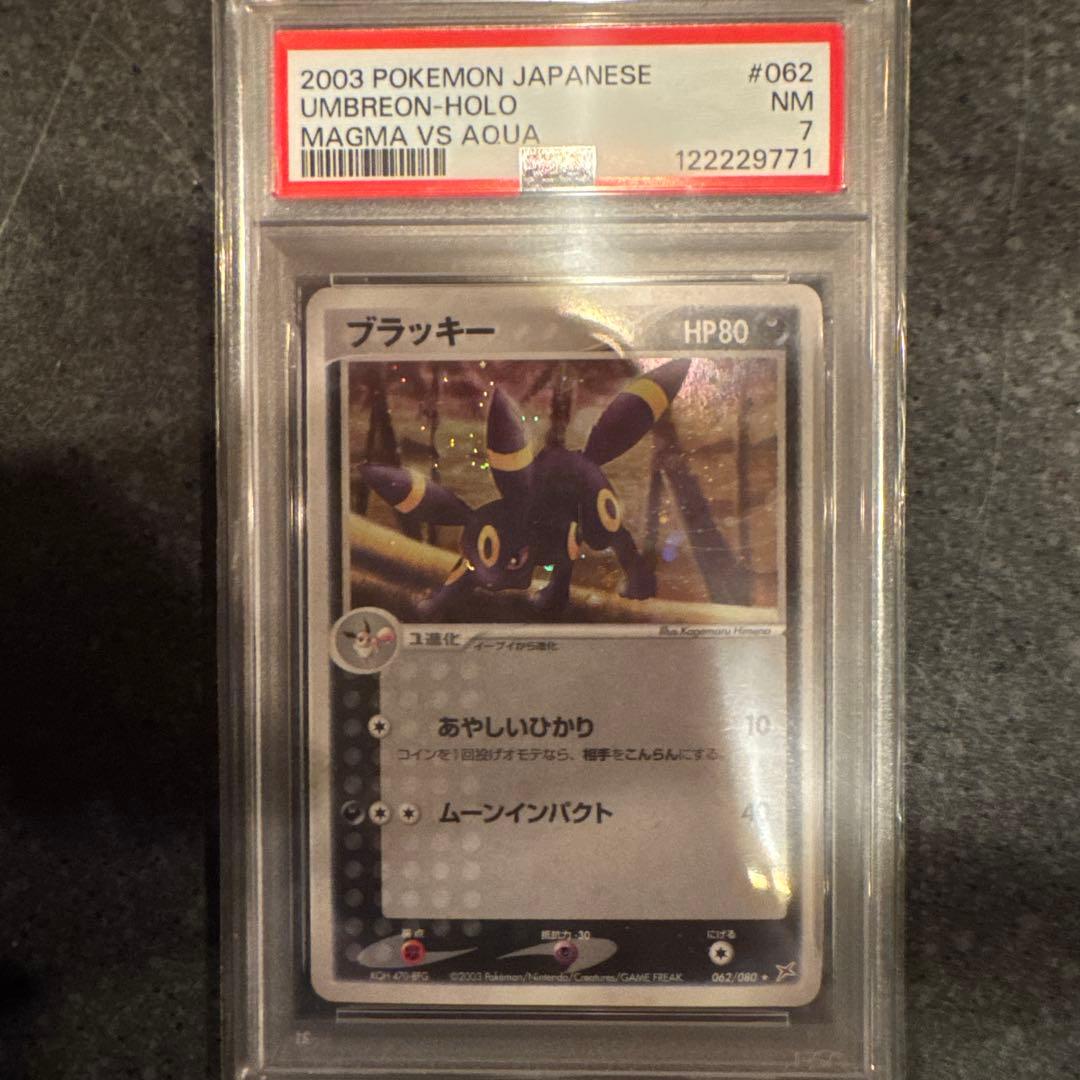 2003 POKEMON JAPANESE #062
UMBREON-HOLO NM
MAGMA VS AQUA 7
122229771
ブラッキー HP80
Illus. Kagemaru Himeno
1進化 イーブイから進化
あやしいひかり 10
コインを1回投げオモテなら、相手をこんらんにする。
ムーンインパクト 40
弱点 抵抗力 -30 にげる
KQH 470-BFG ©2003 Pokémon/Nintendo/Creatures/GAME FREAK. 062/080 ★